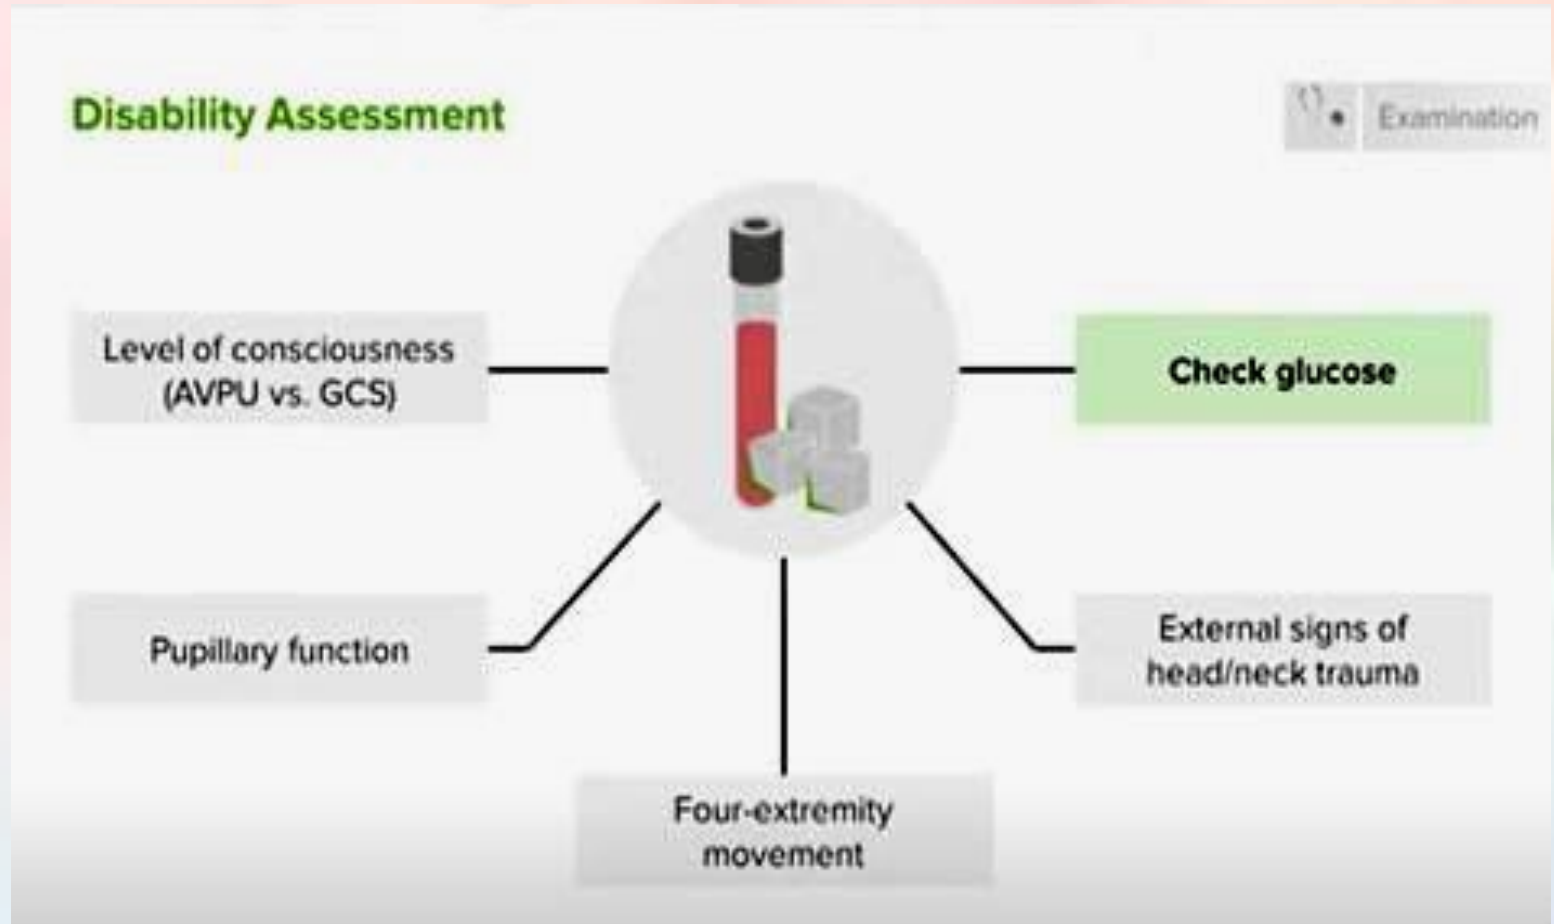 Disability Assessment
Examination
Level of consciousness
(AVPU vs. GCS)
Check glucose
Pupillary function
External signs of
head/neck trauma
Four-extremity
movement